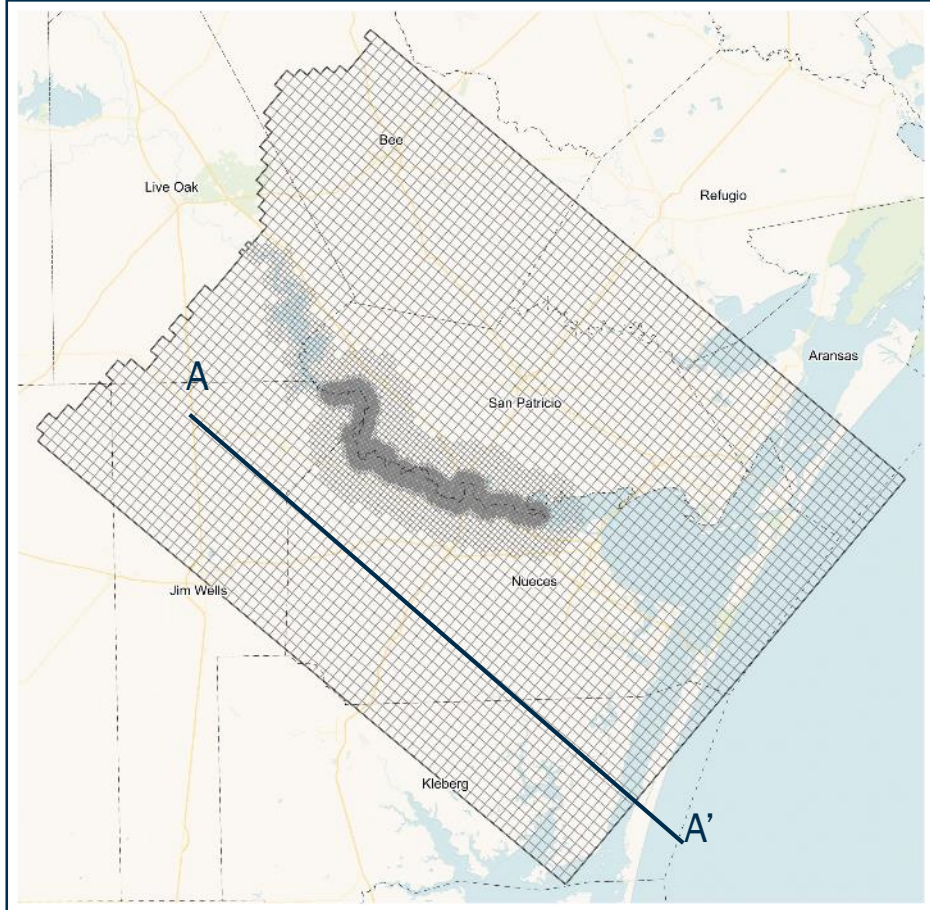 Bee
Live Oak
Refugio
Aransas
A
San Patricio
Nueces
Jim Wells
Kleberg
A’